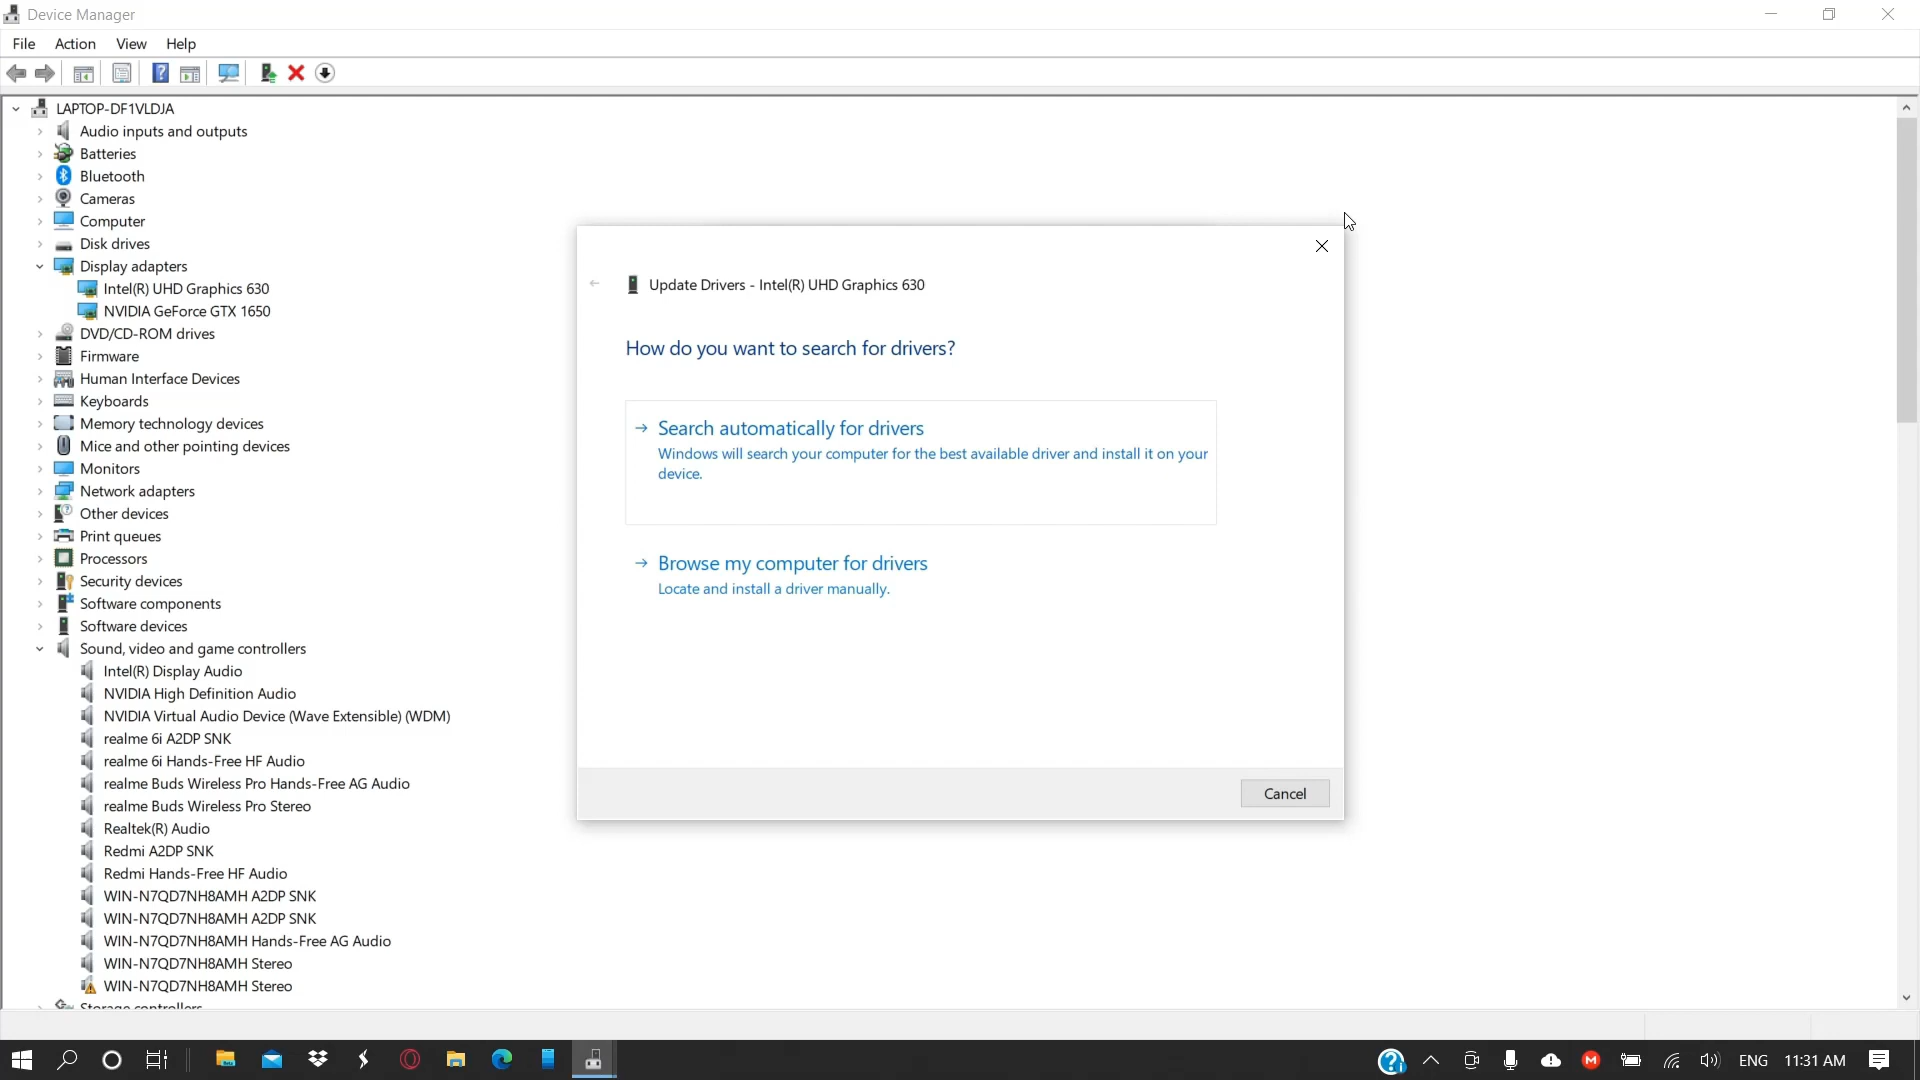 Device Manager
File Action View Help
LAPTOP-DF1VLDJA
Audio inputs and outputs
Batteries
Bluetooth
Cameras
Computer
Disk drives
Display adapters
Intel(R) UHD Graphics 630
NVIDIA GeForce GTX 1650
DVD/CD-ROM drives
Firmware
Human Interface Devices
Keyboards
Memory technology devices
Mice and other pointing devices
Monitors
Network adapters
Other devices
Print queues
Processors
Security devices
Software components
Software devices
Sound, video and game controllers
Intel(R) Display Audio
NVIDIA High Definition Audio
NVIDIA Virtual Audio Device (Wave Extensible) (WDM)
realme 6i A2DP SNK
realme 6i Hands-Free HF Audio
realme Buds Wireless Pro Hands-Free AG Audio
realme Buds Wireless Pro Stereo
Realtek(R) Audio
Redmi A2DP SNK
Redmi Hands-Free HF Audio
WIN-N7QD7NH8AMH A2DP SNK
WIN-N7QD7NH8AMH A2DP SNK
WIN-N7QD7NH8AMH Hands-Free AG Audio
WIN-N7QD7NH8AMH Stereo
WIN-N7QD7NH8AMH Stereo
Storage controllers
Update Drivers - Intel(R) UHD Graphics 630
How do you want to search for drivers?
Search automatically for drivers
Windows will search your computer for the best available driver and install it on your
device.
Browse my computer for drivers
Locate and install a driver manually.
Cancel
ENG 11:31 AM